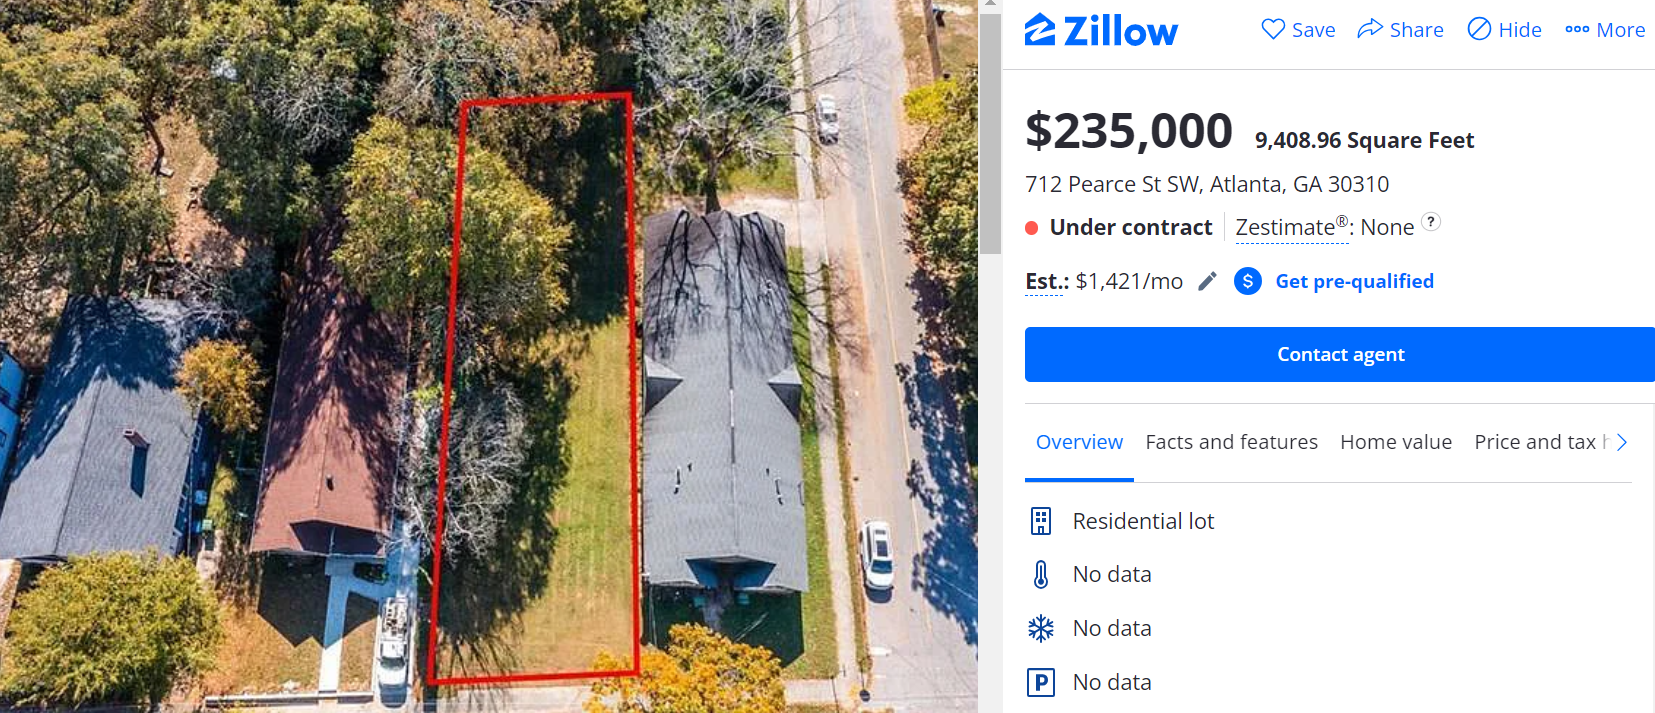 Zillow
Save Share Hide More
$235,000 9,408.96 Square Feet
712 Pearce St SW, Atlanta, GA 30310
Under contract Zestimate®: None ?
Est.: $1,421/mo $ Get pre-qualified
Contact agent
Overview Facts and features Home value Price and tax
Residential lot
No data
No data
P No data